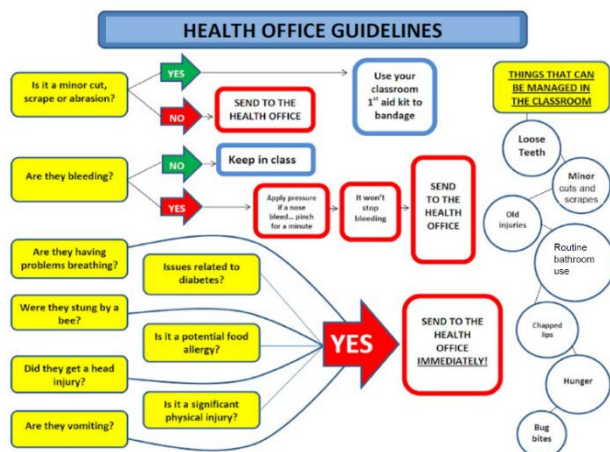 HEALTH OFFICE GUIDELINES
Is it a minor cut,
scrape or abrasion?
YES
NO
SEND TO THE
HEALTH OFFICE
Use your
classroom
1st aid kit to
bandage
Are they bleeding?
NO
Keep in class
YES
Apply pressure
if a nose
bleed... pinch
for a minute
It won't
stop
bleeding
SEND
TO THE
HEALTH
OFFICE
Are they having
problems breathing?
Were they stung by a
bee?
Did they get a head
injury?
Are they vomiting?
Issues related to
diabetes?
Is it a potential food
allergy?
Is it a significant
physical injury?
YES
SEND TO THE
HEALTH
OFFICE
IMMEDIATELY!
THINGS THAT CAN
BE MANAGED IN
THE CLASSROOM
Loose
Teeth
Minor
cuts and
scrapes
Old
injuries
Routine
bathroom
use
Chapped
lips
Hunger
Bug
bites